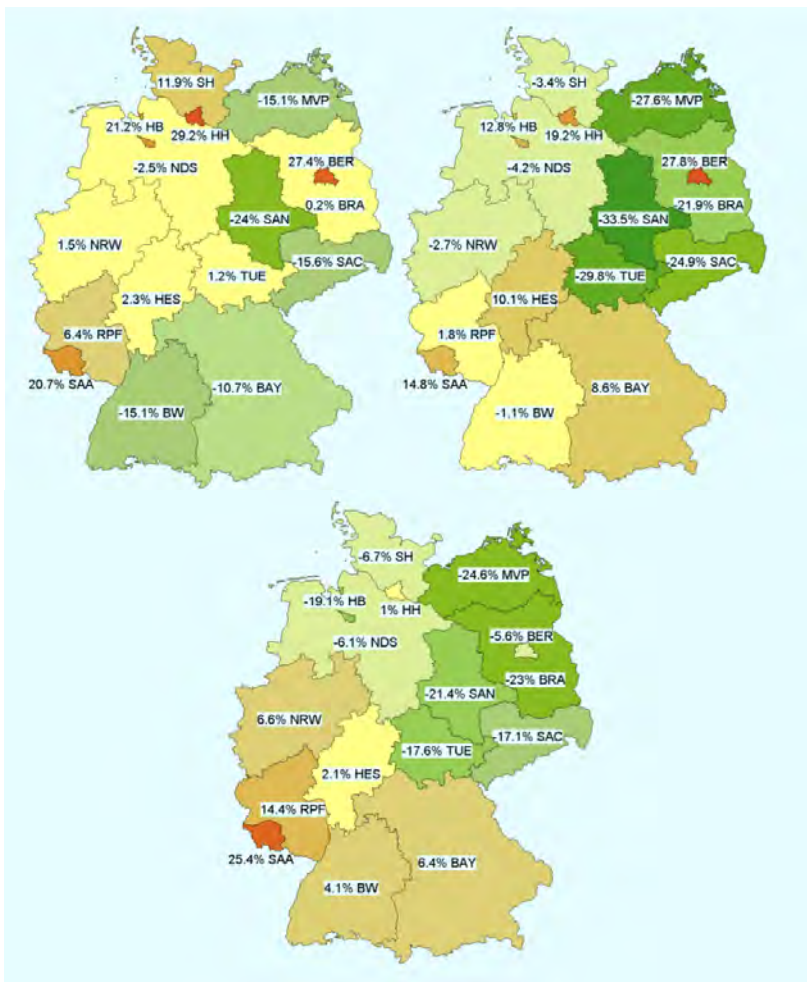 11.9% SH
-15.1% MVP
21.2% HB
29.2% HH
-2.5% NDS
27.4% BER
0.2% BRA
-24% SAN
1.5% NRW
1.2% TUE
-15.6% SAC
2.3% HES
6.4% RPF
20.7% SAA
-10.7% BAY
-15.1% BW
-3.4% SH
-27.6% MVP
12.8% HB
19.2% HH
-4.2% NDS
27.8% BER
-21.9% BRA
-33.5% SAN
-2.7% NRW
-24.9% SAC
-29.8% TUE
10.1% HES
1.8% RPF
14.8% SAA
8.6% BAY
-1.1% BW
-6.7% SH
-24.6% MVP
-19.1% HB
1% HH
-6.1% NDS
-5.6% BER
-23% BRA
-21.4% SAN
6.6% NRW
-17.1% SAC
-17.6% TUE
2.1% HES
14.4% RPF
25.4% SAA
6.4% BAY
4.1% BW